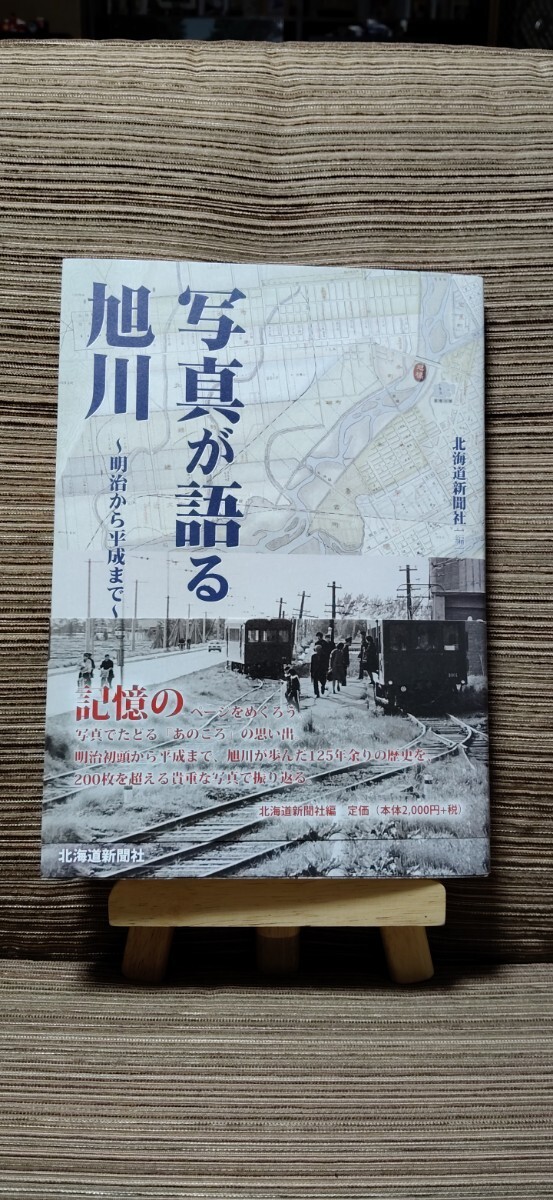 写真が語る
旭川
~明治から平成まで~
北海道新聞社 編
記憶の ページをめくろう
写真でたどる「あのころ」の思い出
明治初頭から平成まで、旭川が歩んだ125年余りの歴史を
200枚を超える貴重な写真で振り返る
北海道新聞社編 定価(本体2,000円+税)
北海道新聞社